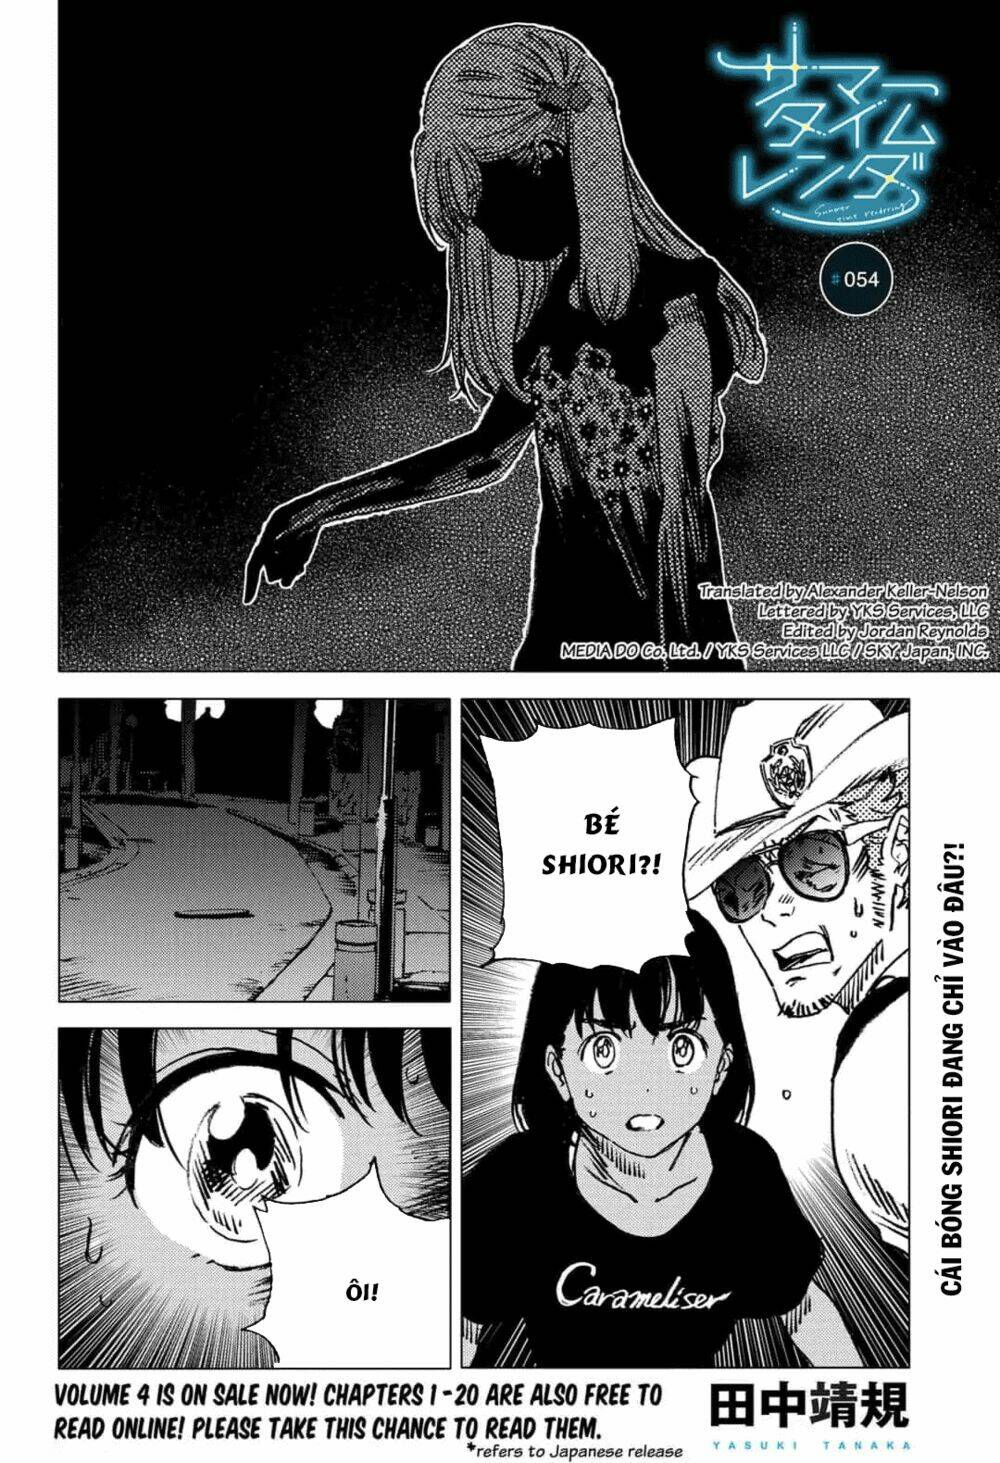 サマー
タイム
レンダ
Summer
time rendering
#054
Translated by Alexander Keller-Nelson
Lettered by YKS Services, LLC
Edited by Jordan Reynolds
MEDIA DO Co. Ltd. / YKS Services LLC / SKY Japan, INC.
BÉ
SHIORI?!
CÁI BÓNG SHIORI ĐANG CHỈ VÀO ĐÂU?!
Carameliser
ÔI!
VOLUME 4 IS ON SALE NOW! CHAPTERS 1-20 ARE ALSO FREE TO
READ ONLINE! PLEASE TAKE THIS CHANCE TO READ THEM.
*refers to Japanese release
田中靖規
YASUKI TANAKA